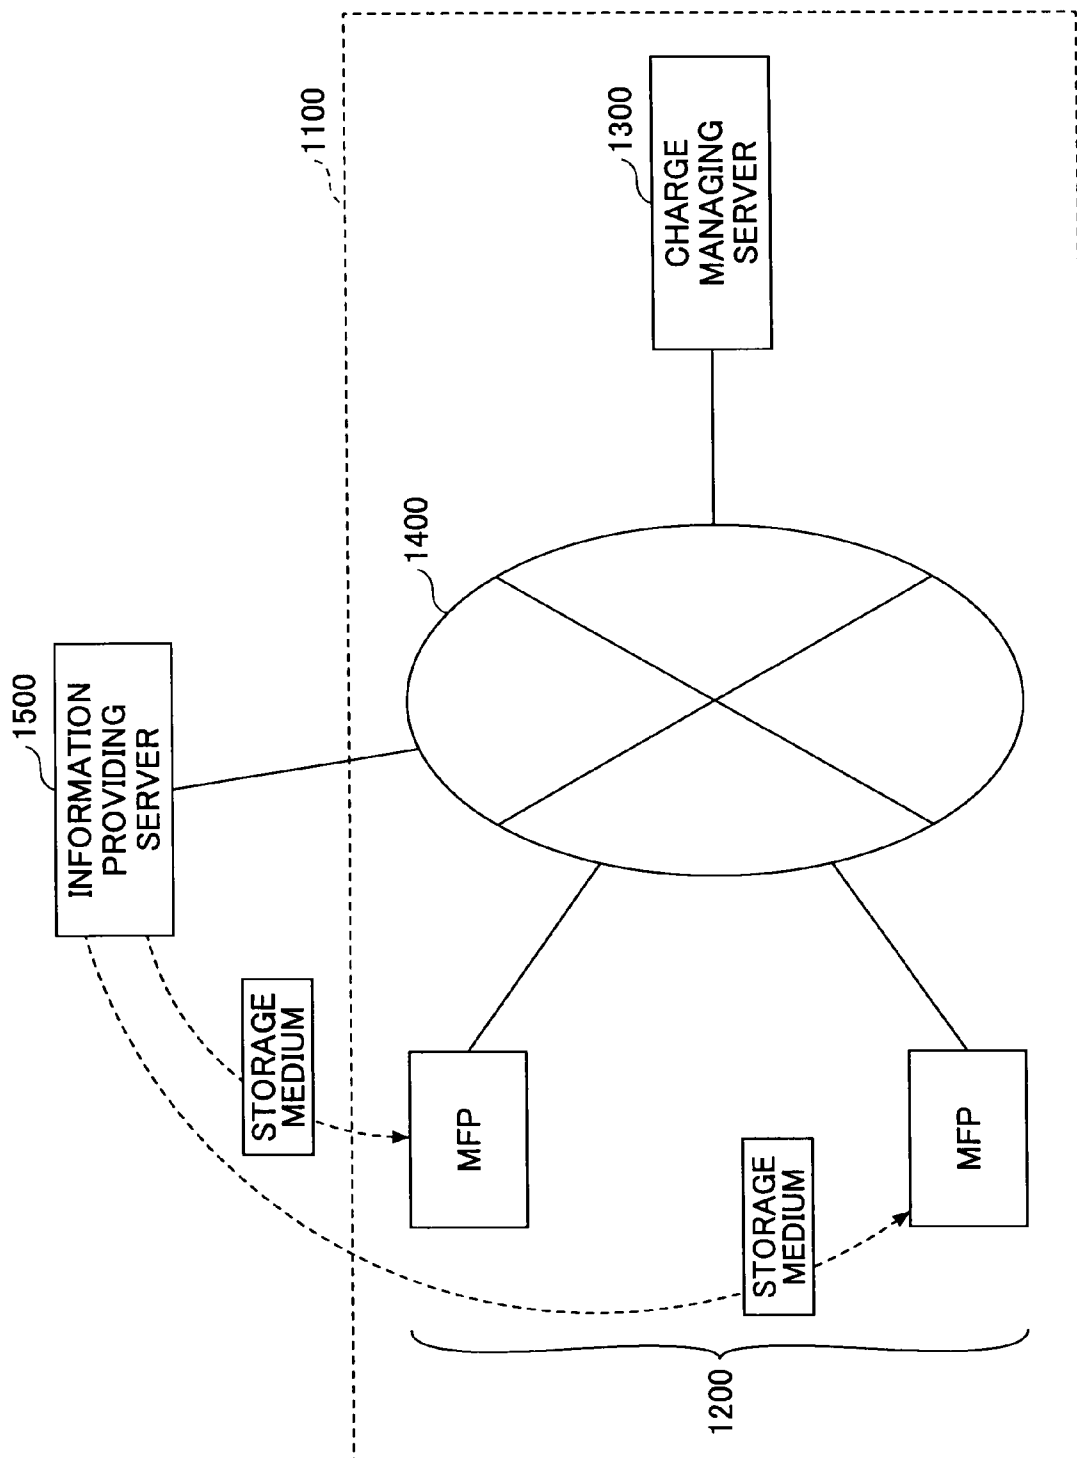 1500
INFORMATION
PROVIDING
SERVER
1100
STORAGE
MEDIUM
1400
1300
CHARGE
MANAGING
SERVER
MFP
STORAGE
MEDIUM
MFP
1200